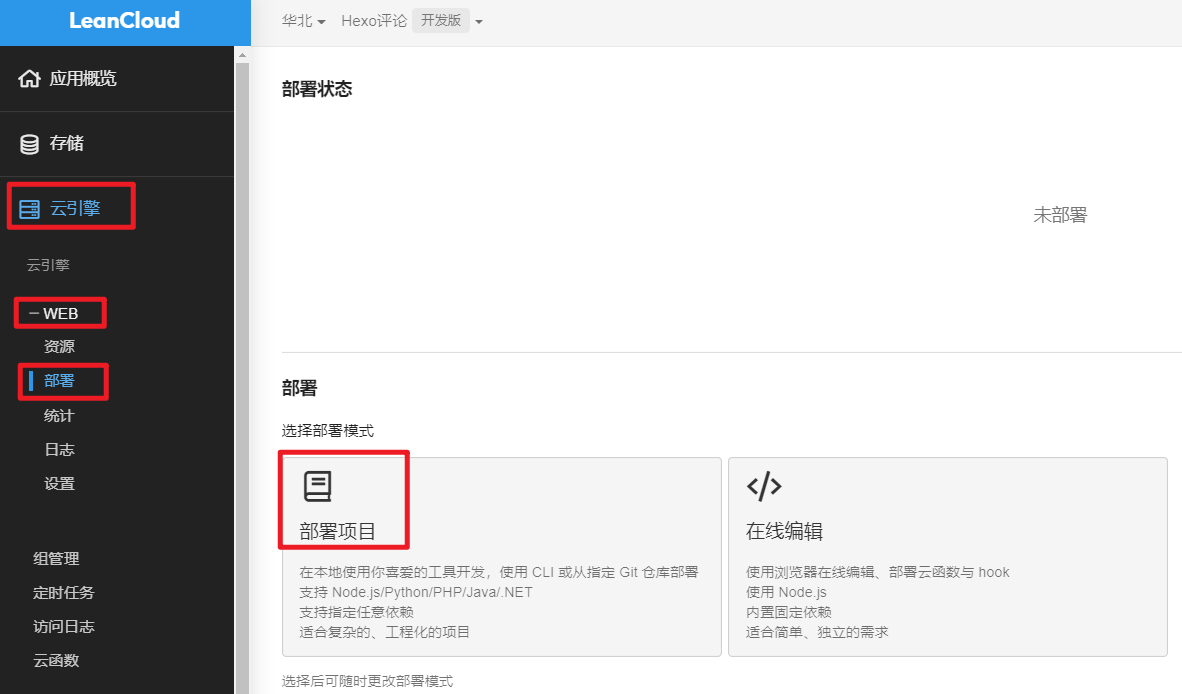 LeanCloud
华北
Hexo评论
开发版
应用概览
存储
云引擎
云引擎
WEB
资源
部署
统计
日志
设置
组管理
定时任务
访问日志
云函数
部署状态
未部署
部署
选择部署模式
部署项目
在本地使用你喜爱的工具开发，使用 CLI 或从指定 Git 仓库部署
支持 Node.js/Python/PHP/Java/.NET
支持指定任意依赖
适合复杂的、工程化的项目
在线编辑
使用浏览器在线编辑、部署云函数与 hook
使用 Node.js
内置固定依赖
适合简单、独立的需求
选择后可随时更改部署模式